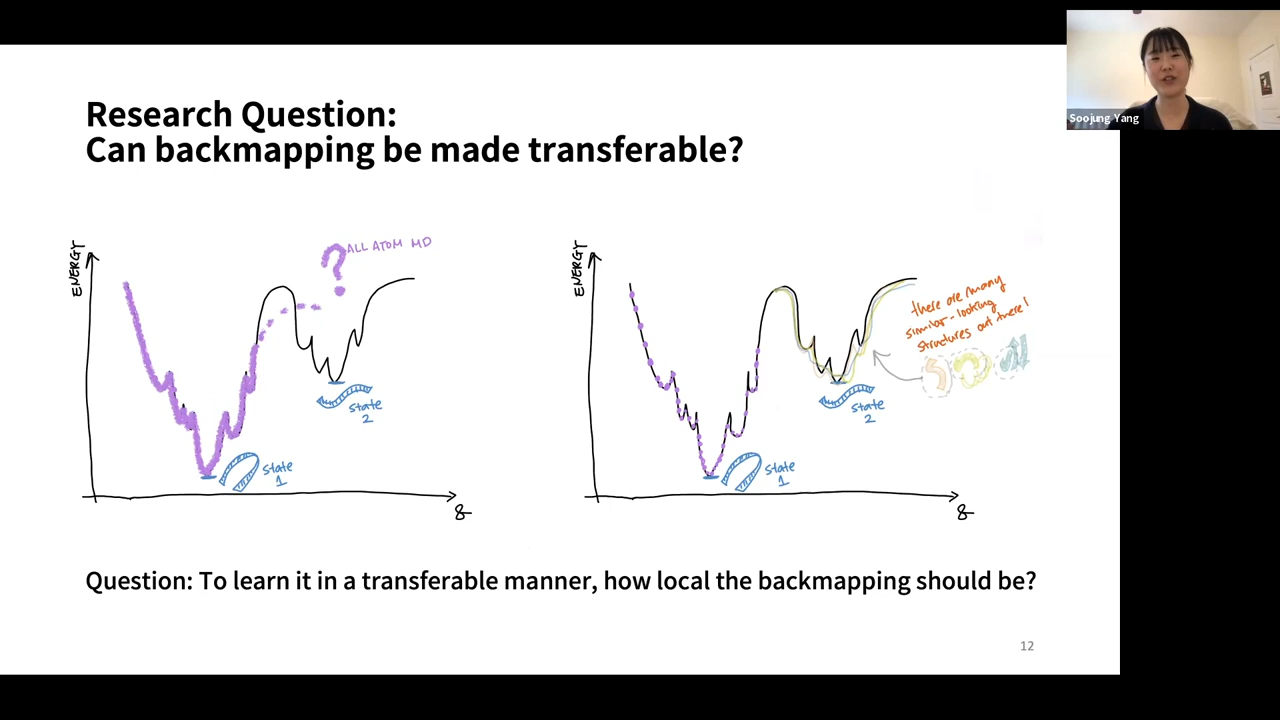 Soojung Yang
Research Question:
Can backmapping be made transferable?
ENERGY
ALL ATOM MD
?
State
2
State
1
ENERGY
there are many
similar-looking
structures out there!
State
2
State
1
Question: To learn it in a transferable manner, how local the backmapping should be?
12